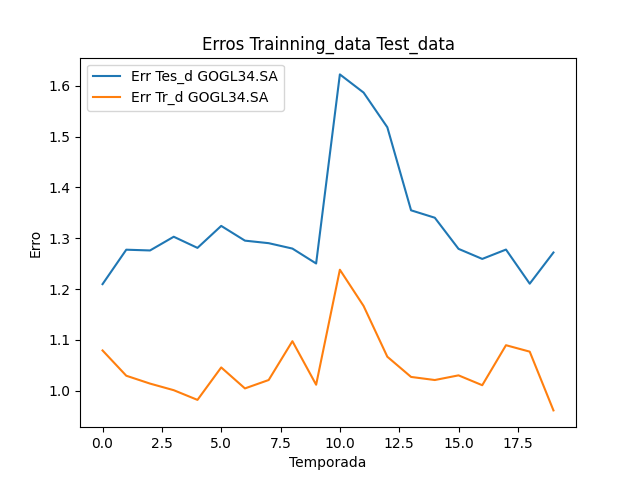 Erros Trainning_data Test_data
Err Tes_d GOGL34.SA
Err Tr_d GOGL34.SA
Erro
1.6
1.5
1.4
1.3
1.2
1.1
1.0
0.0 2.5 5.0 7.5 10.0 12.5 15.0 17.5
Temporada